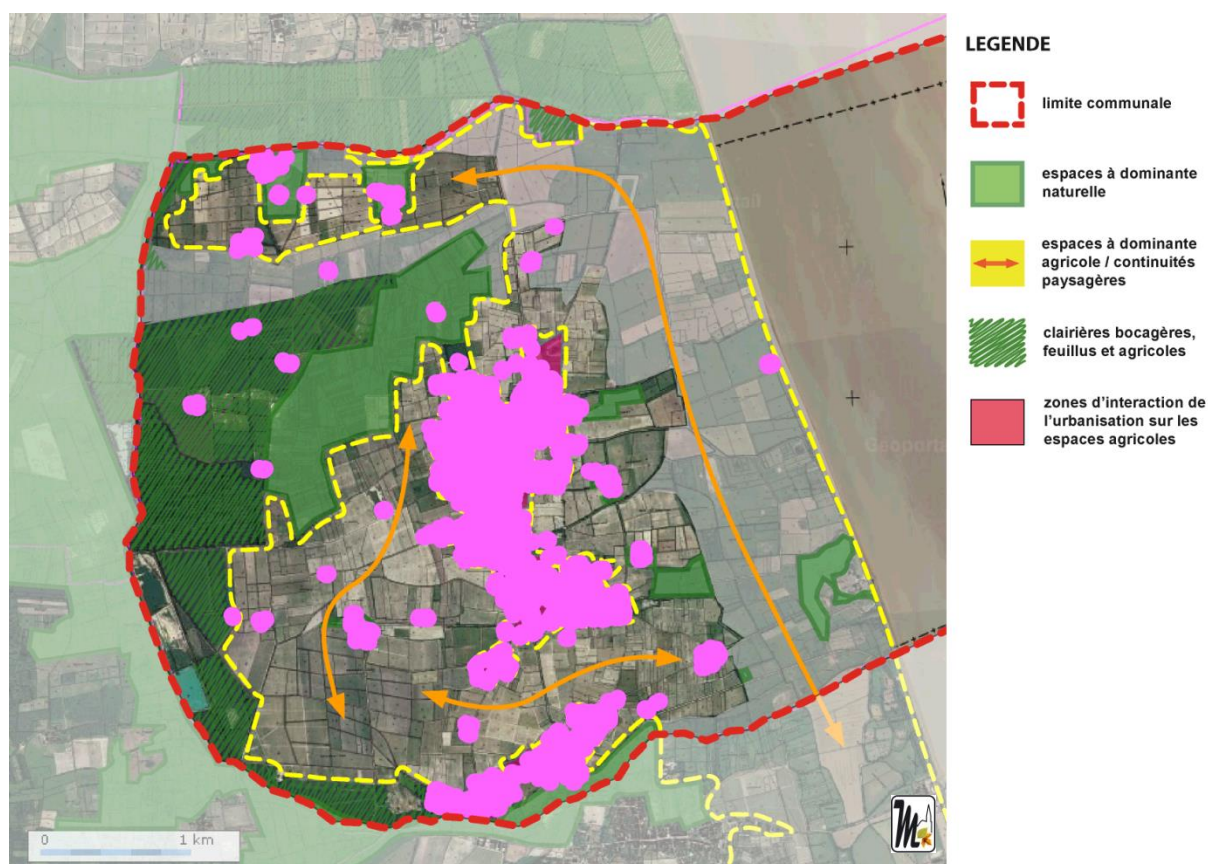 LEGENDE
limite communale
espaces à dominante
naturelle
espaces à dominante
agricole / continuités
paysagères
clairières bocagères,
feuillus et agricoles
zones d'interaction de
l'urbanisation sur les
espaces agricoles
0 1 km